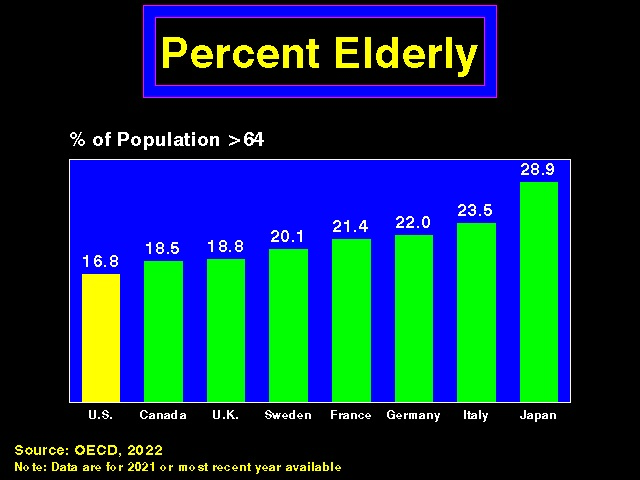 Percent Elderly
% of Population >64
16.8 18.5 18.8 20.1 21.4 22.0 23.5 28.9
U.S. Canada U.K. Sweden France Germany Italy Japan
Source: OECD, 2022
Note: Data are for 2021 or most recent year available